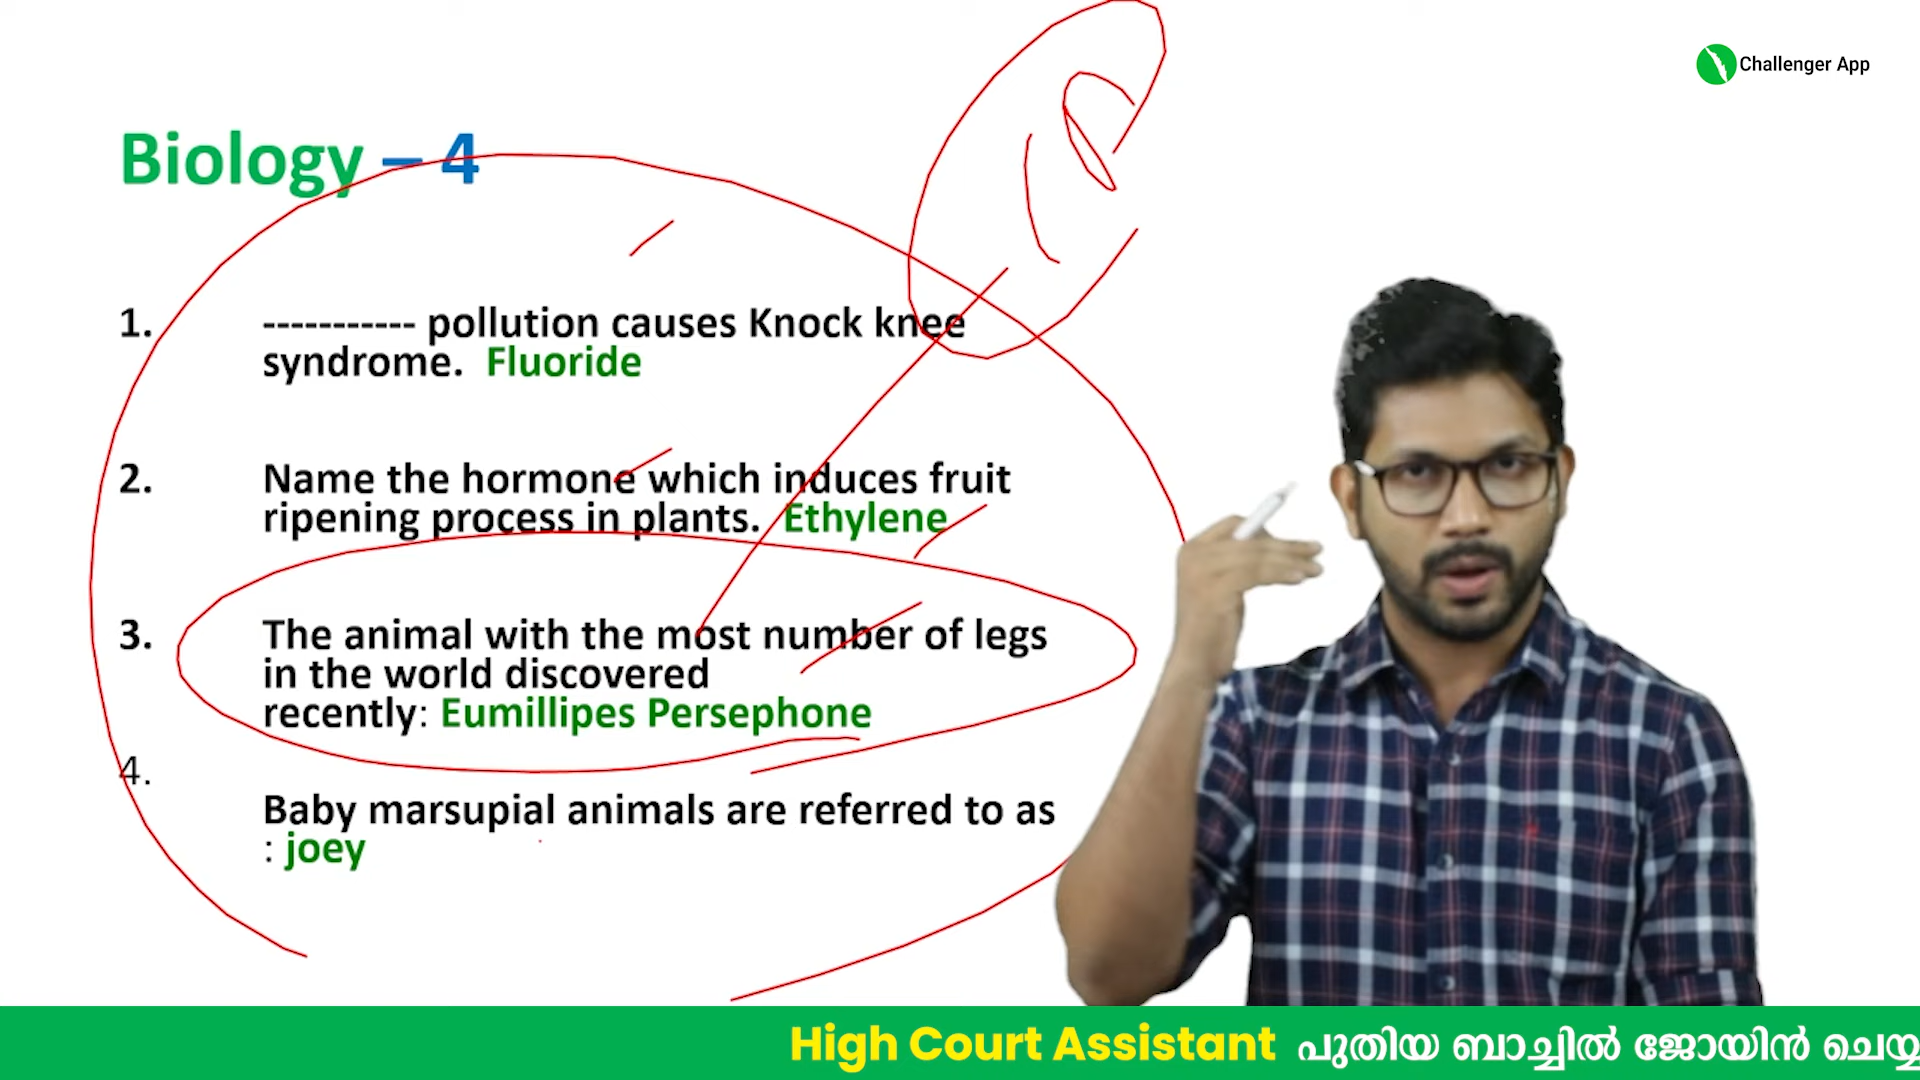 Challenger App
Biology – 4
1. ----------- pollution causes Knock knee
syndrome. Fluoride
2. Name the hormone which induces fruit
ripening process in plants. Ethylene
3. The animal with the most number of legs
in the world discovered
recently: Eumillipes Persephone
4.
Baby marsupial animals are referred to as
: joey
High Court Assistant പുതിയ ബാച്ചിൽ ജോയിൻ ചെയ്യ